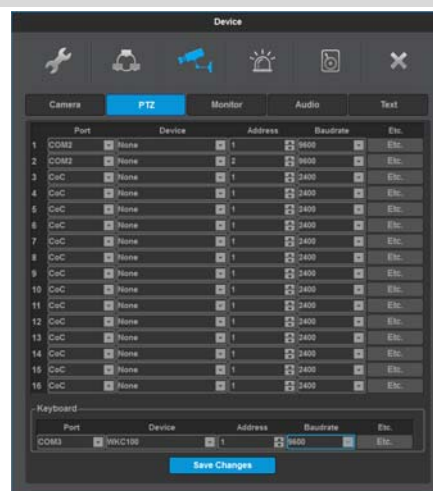 Device
Camera PTZ Monitor Audio Text
Port Device Address Baudrate Etc.
1 COM2 None 1 9600 Etc.
2 COM2 None 2 9600 Etc.
3 CoC None 1 2400 Etc.
4 CoC None 1 2400 Etc.
5 CoC None 1 2400 Etc.
6 CoC None 1 2400 Etc.
7 CoC None 1 2400 Etc.
8 CoC None 1 2400 Etc.
9 CoC None 1 2400 Etc.
10 CoC None 1 2400 Etc.
11 CoC None 1 2400 Etc.
12 CoC None 1 2400 Etc.
13 CoC None 1 2400 Etc.
14 CoC None 1 2400 Etc.
15 CoC None 1 2400 Etc.
16 CoC None 1 2400 Etc.
Keyboard
Port Device Address Baudrate Etc.
COM3 WKC100 1 9600 Etc.
Save Changes